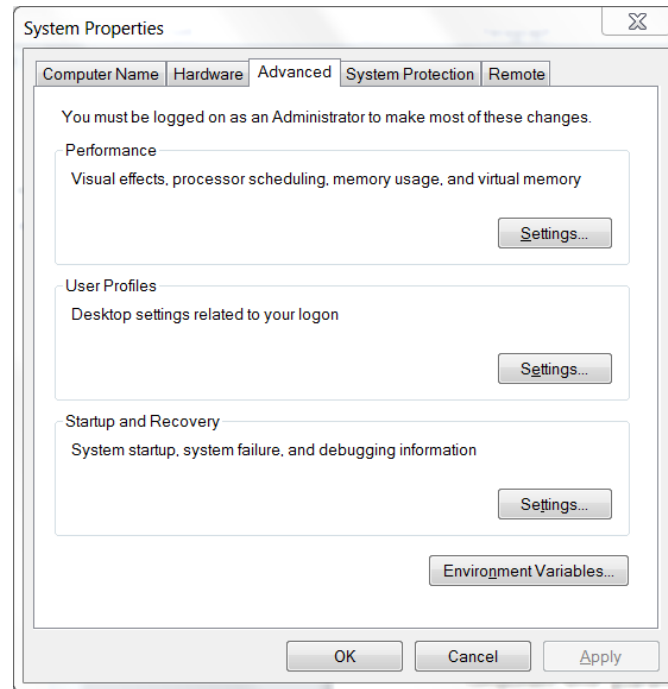 System Properties
Computer Name Hardware Advanced System Protection Remote
You must be logged on as an Administrator to make most of these changes.
Performance
Visual effects, processor scheduling, memory usage, and virtual memory
Settings...
User Profiles
Desktop settings related to your logon
Settings...
Startup and Recovery
System startup, system failure, and debugging information
Settings...
Environment Variables...
OK Cancel Apply